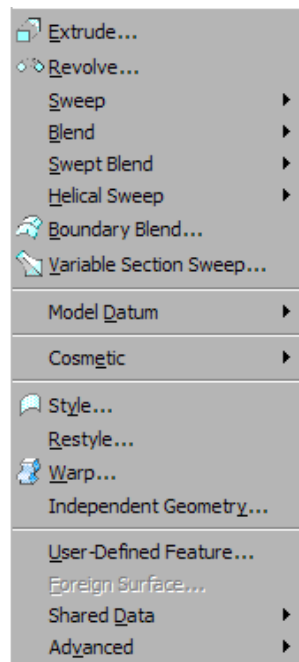 Extrude...
Revolve...
Sweep
Blend
Swept Blend
Helical Sweep
Boundary Blend...
Variable Section Sweep...
Model Datum
Cosmetic
Style...
Restyle...
Warp...
Independent Geometry...
User-Defined Feature...
Foreign Surface...
Shared Data
Advanced